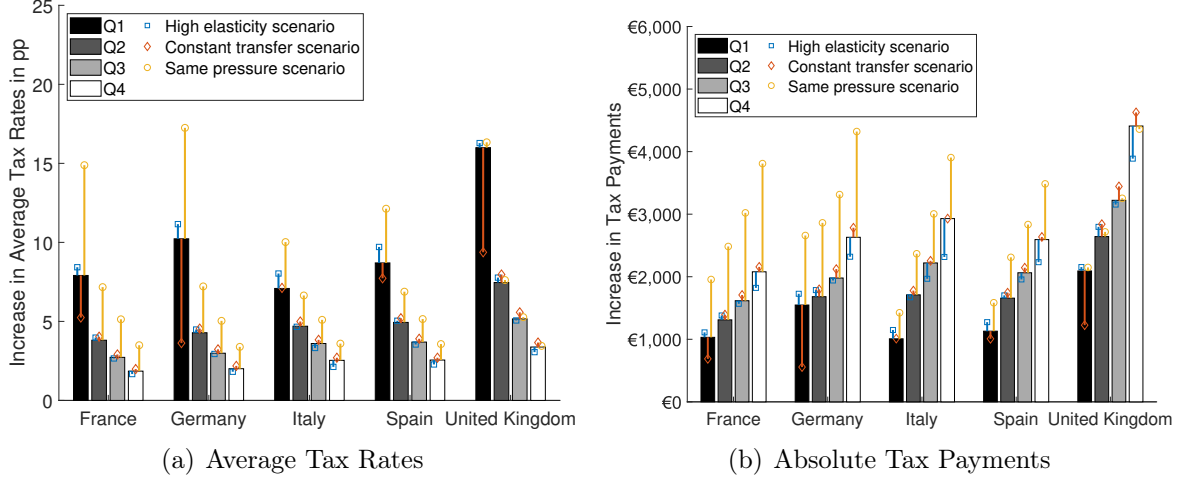 25
20
15
10
5
0
Increase in Average Tax Rates in pp
Q1
Q2
Q3
Q4
High elasticity scenario
Constant transfer scenario
Same pressure scenario
France Germany Italy Spain United Kingdom
(a) Average Tax Rates
€6,000
€5,000
€4,000
€3,000
€2,000
€1,000
€0
Increase in Tax Payments
Q1
Q2
Q3
Q4
High elasticity scenario
Constant transfer scenario
Same pressure scenario
France Germany Italy Spain United Kingdom
(b) Absolute Tax Payments